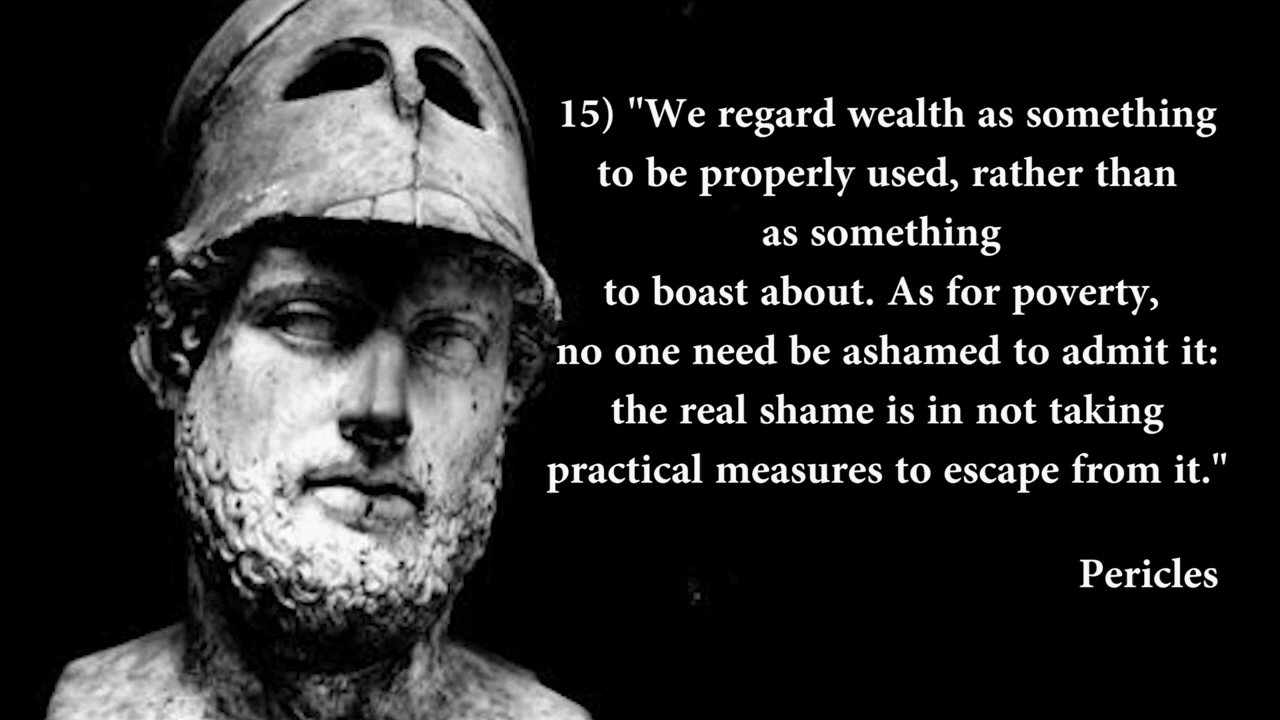 15) "We regard wealth as something
to be properly used, rather than
as something
to boast about. As for poverty,
no one need be ashamed to admit it:
the real shame is in not taking
practical measures to escape from it."
Pericles